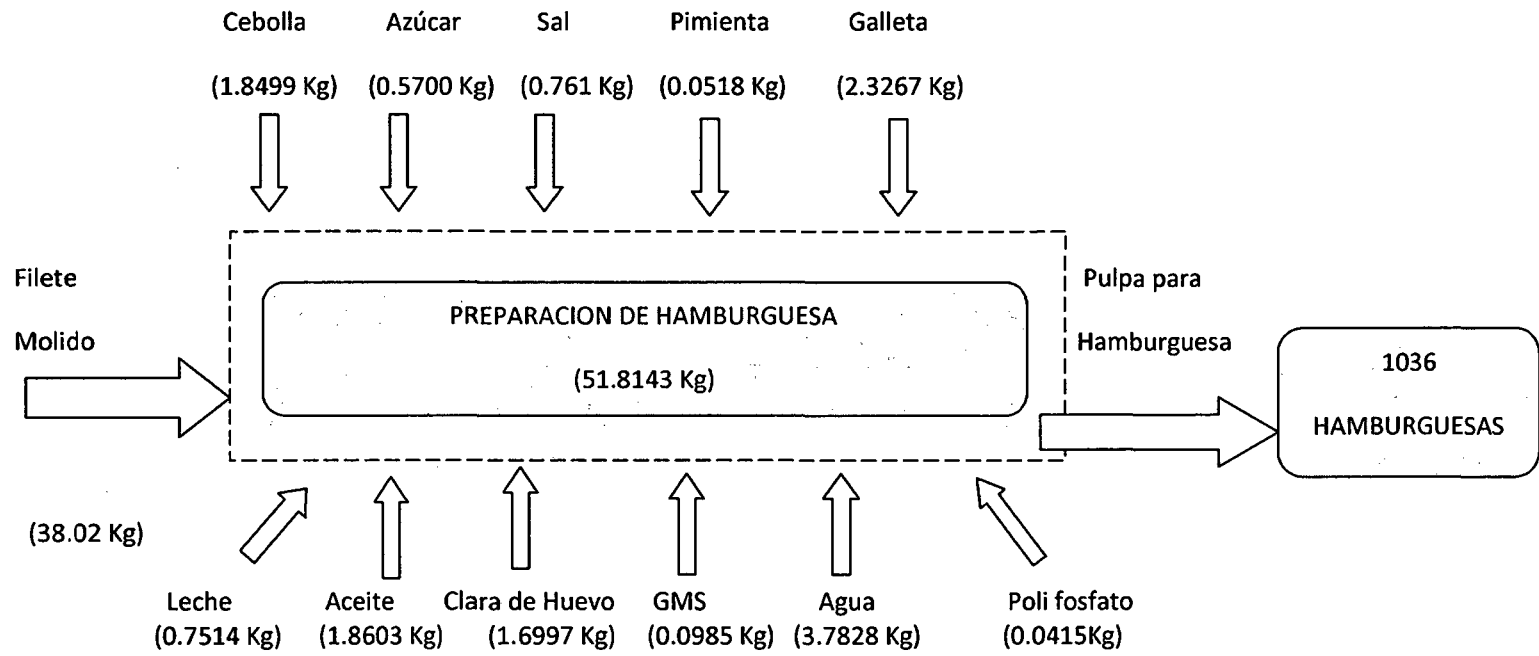 Cebolla Azúcar Sal Pimienta Galleta
(1.8499 Kg) (0.5700 Kg) (0.761 Kg) (0.0518 Kg) (2.3267 Kg)
Filete
Molido
PREPARACION DE HAMBURGUESA
(51.8143 Kg)
Pulpa para
Hamburguesa
1036
HAMBURGUESAS
(38.02 Kg)
Leche Aceite Clara de Huevo GMS Agua Poli fosfato
(0.7514 Kg) (1.8603 Kg) (1.6997 Kg) (0.0985 Kg) (3.7828 Kg) (0.0415Kg)